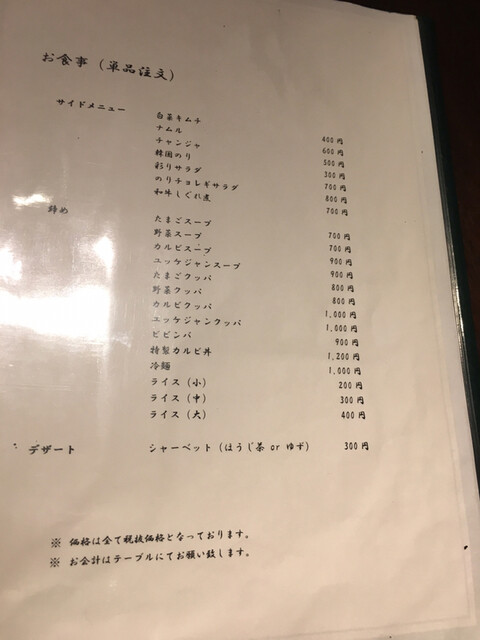 お食事（単品注文）
サイドメニュー
白菜キムチ 400円
ナムル 600円
チャンジャ 500円
韓国のり 300円
彩りサラダ 700円
のりチョレギサラダ 800円
和牛しぐれ煮 700円
締め
たまごスープ 700円
野菜スープ 700円
カルビスープ 900円
ユッケジャンスープ 900円
たまごクッパ 800円
野菜クッパ 800円
カルビクッパ 1,000円
ユッケジャンクッパ 1,000円
ビビンバ 900円
特製カルビ丼 1,200円
冷麺 1,000円
ライス（小） 200円
ライス（中） 300円
ライス（大） 400円
デザート シャーベット（ほうじ茶 or ゆず） 300円
※ 価格は全て税抜価格となっております。
※ お会計はテーブルにてお願い致します。